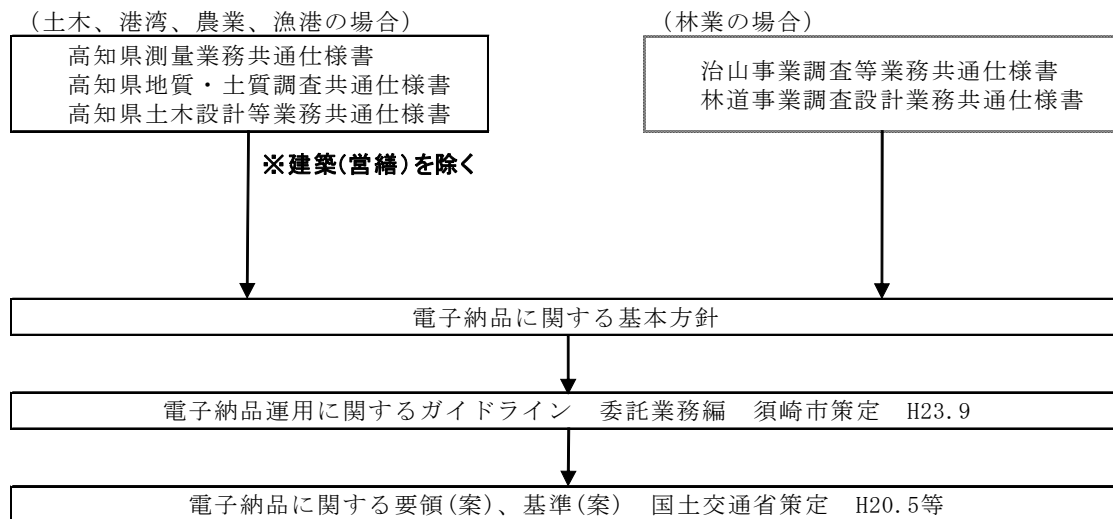 （土木、港湾、農業、漁港の場合）
高知県測量業務共通仕様書
高知県地質・土質調査共通仕様書
高知県土木設計等業務共通仕様書
（林業の場合）
治山事業調査等業務共通仕様書
林道事業調査設計業務共通仕様書
※建築(営繕)を除く
電子納品に関する基本方針
電子納品運用に関するガイドライン　委託業務編　須崎市策定　H23.9
電子納品に関する要領(案)、基準(案)　国土交通省策定　H20.5等